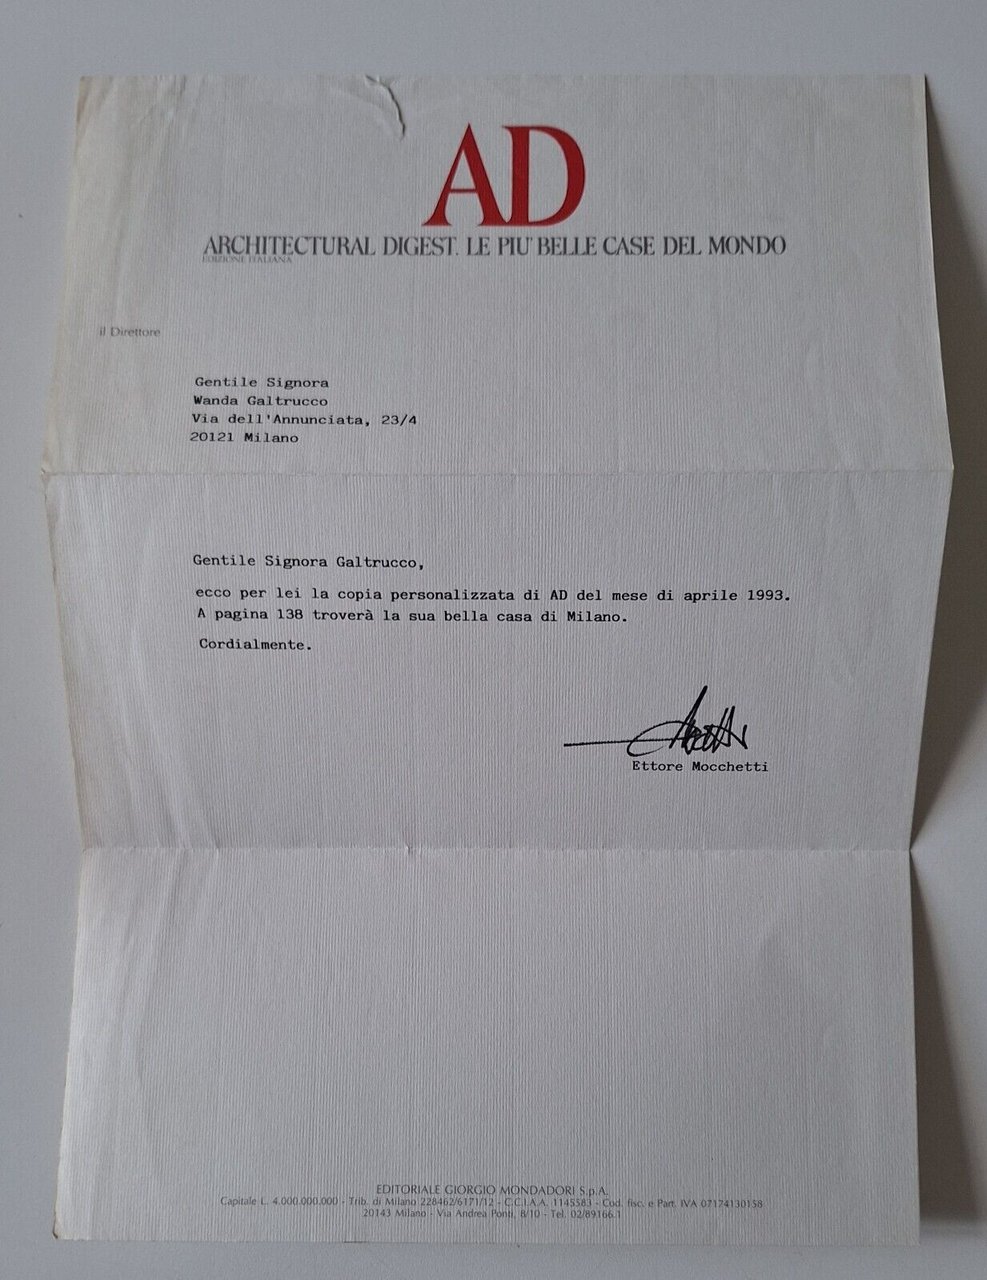 AD
ARCHITECTURAL DIGEST. LE PIU' BELLE CASE DEL MONDO
EDIZIONE ITALIANA
il Direttore
Gentile Signora
Wanda Galtrucco
Via dell'Annunciata, 23/4
20121 Milano
Gentile Signora Galtrucco,
ecco per lei la copia personalizzata di AD del mese di aprile 1993.
A pagina 138 troverà la sua bella casa di Milano.
Cordialmente.
Ettore Mocchetti
EDITORIALE GIORGIO MONDADORI S.p.A.
Capitale L. 4.000.000.000 - Trib. di Milano 228462/6171/12 - C.C.I.A.A. 1145583 - Cod. fisc. e Part. IVA 07174130158
20143 Milano - Via Andrea Ponti, 8/10 - Tel. 02/89166.1